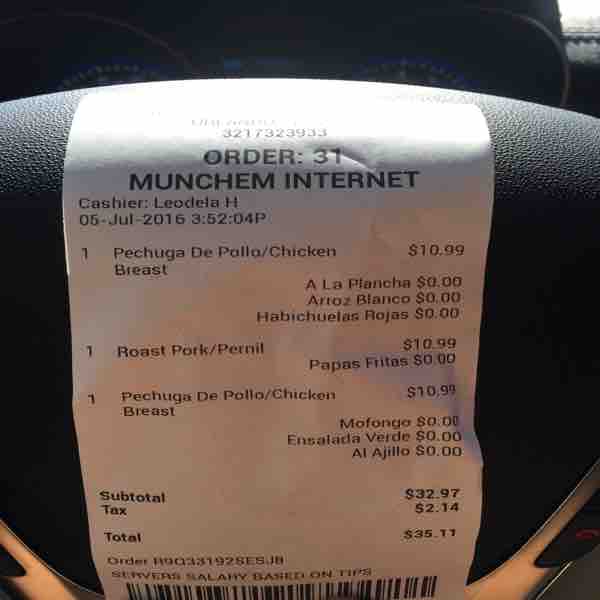 ORLANDO
3217323933
ORDER: 31
MUNCHEM INTERNET
Cashier: Leodela H
05-Jul-2016 3:52:04P
1 Pechuga De Pollo/Chicken $10.99
Breast
A La Plancha $0.00
Arroz Blanco $0.00
Habichuelas Rojas $0.00
1 Roast Pork/Pernil $10.99
Papas Fritas $0.00
1 Pechuga De Pollo/Chicken $10.99
Breast
Mofongo $0.00
Ensalada Verde $0.00
Al Ajillo $0.00
Subtotal $32.97
Tax $2.14
Total $35.11
Order R9Q33192SESJB
SERVERS SALARY BASED ON TIPS